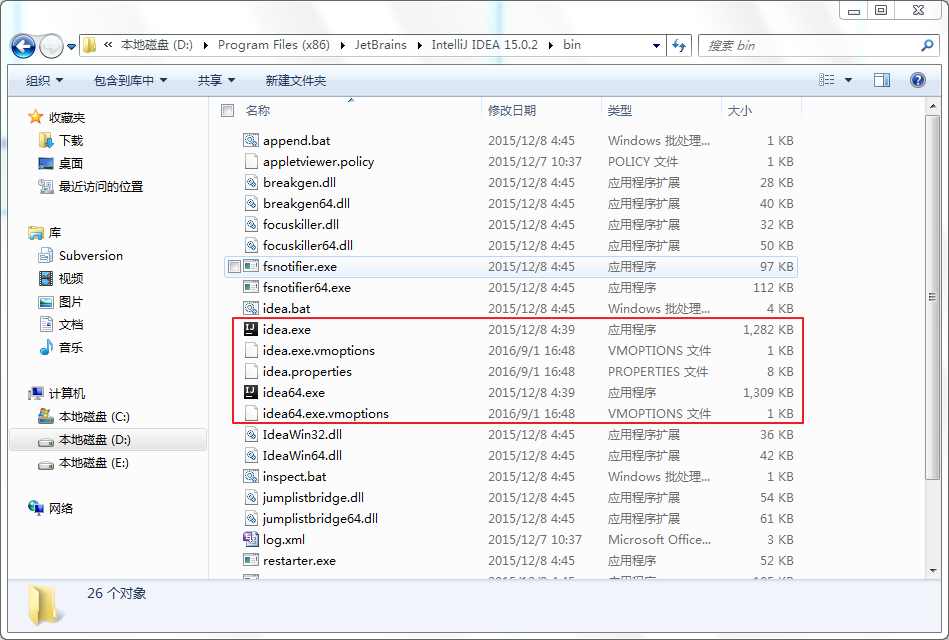 « 本地磁盘 (D:) Program Files (x86) JetBrains IntelliJ IDEA 15.0.2 bin 搜索 bin
组织 包含到库中 共享 新建文件夹
收藏夹
下载
桌面
最近访问的位置
库
Subversion
视频
图片
文档
音乐
计算机
本地磁盘 (C:)
本地磁盘 (D:)
本地磁盘 (E:)
网络
名称 修改日期 类型 大小
append.bat 2015/12/8 4:45 Windows 批处理... 1 KB
appletviewer.policy 2015/12/7 10:37 POLICY 文件 1 KB
breakgen.dll 2015/12/8 4:45 应用程序扩展 28 KB
breakgen64.dll 2015/12/8 4:45 应用程序扩展 40 KB
focuskiller.dll 2015/12/8 4:45 应用程序扩展 32 KB
focuskiller64.dll 2015/12/8 4:45 应用程序扩展 50 KB
fsnotifier.exe 2015/12/8 4:45 应用程序 97 KB
fsnotifier64.exe 2015/12/8 4:45 应用程序 112 KB
idea.bat 2015/12/8 4:45 Windows 批处理... 4 KB
idea.exe 2015/12/8 4:39 应用程序 1,282 KB
idea.exe.vmoptions 2016/9/1 16:48 VMOPTIONS 文件 1 KB
idea.properties 2016/9/1 16:48 PROPERTIES 文件 8 KB
idea64.exe 2015/12/8 4:39 应用程序 1,309 KB
idea64.exe.vmoptions 2016/9/1 16:48 VMOPTIONS 文件 1 KB
IdeaWin32.dll 2015/12/8 4:45 应用程序扩展 36 KB
IdeaWin64.dll 2015/12/8 4:45 应用程序扩展 42 KB
inspect.bat 2015/12/8 4:45 Windows 批处理... 1 KB
jumplistbridge.dll 2015/12/8 4:45 应用程序扩展 54 KB
jumplistbridge64.dll 2015/12/8 4:45 应用程序扩展 61 KB
log.xml 2015/12/7 10:37 Microsoft Office... 3 KB
restarter.exe 2015/12/8 4:45 应用程序 52 KB
26 个对象